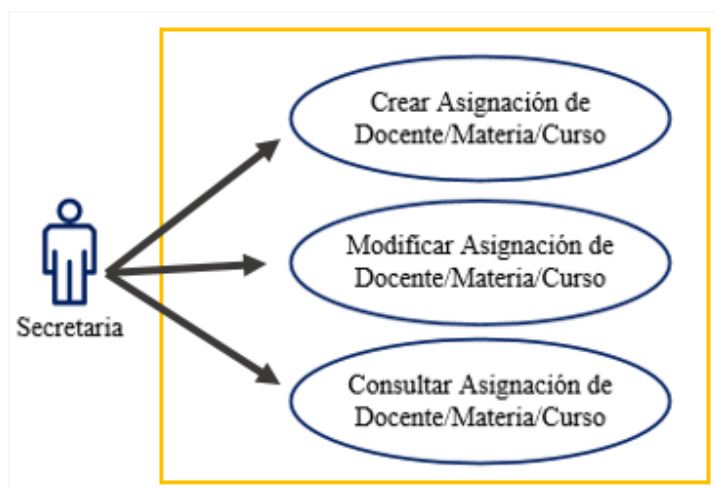 Crear Asignación de
Docente/Materia/Curso
Modificar Asignación de
Docente/Materia/Curso
Secretaria
Consultar Asignación de
Docente/Materia/Curso